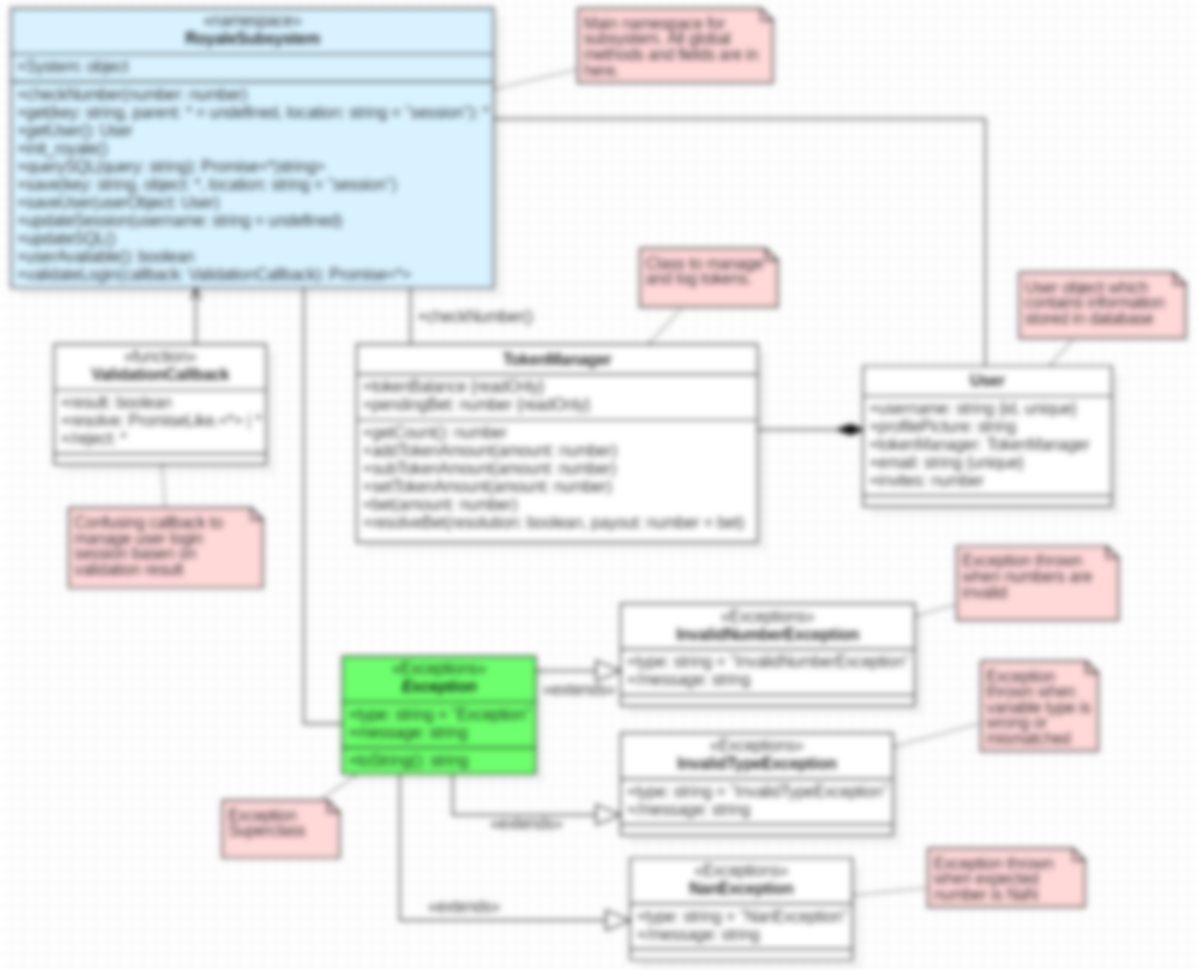 «namespace»
RoyaleSubsystem
+System: object
+checkNumber(number: number)
+get(key: string, parent: * = undefined, location: string = "session"): *
+getUser(): User
+init_royale()
+querySQL(query: string): Promise<*|string>
+save(key: string, object: *, location: string = "session")
+saveUser(userObject: User)
+updateSession(username: string = undefined)
+updateSQL()
+userAvailable(): boolean
+validateLogin(callback: ValidationCallback): Promise<*>
Main namespace for
subsystem. All global
methods and fields are in
here.
Class to manage
and log tokens.
User object which
contains information
stored in database
+checkNumber()
«function»
ValidationCallback
+result: boolean
+resolve: PromiseLike <*> | *
+/reject: *
TokenManager
+tokenBalance {readOnly}
+pendingBet: number {readOnly}
+getCount(): number
+addTokenAmount(amount: number)
+subTokenAmount(amount: number)
+setTokenAmount(amount: number)
+bet(amount: number)
+resolveBet(resolution: boolean, payout: number = bet)
User
+username: string {id, unique}
+profilePicture: string
+tokenManager: TokenManager
+email: string {unique}
+invites: number
Confusing callback to
manage user login
session basen on
validation result
Exception thrown
when numbers are
invalid
«Exceptions»
InvalidNumberException
+type: string = "InvalidNumberException"
+/message: string
«Exceptions»
Exception
+type: string = "Exception"
+/message: string
+toString(): string
«extends»
Exception
thrown when
variable type is
wrong or
mismatched
«Exceptions»
InvalidTypeException
+type: string = "InvalidTypeException"
+/message: string
Exception
Superclass
«extends»
Exception thrown
when expected
number is NaN
«Exceptions»
NanException
+type: string = "NanException"
+/message: string
«extends»